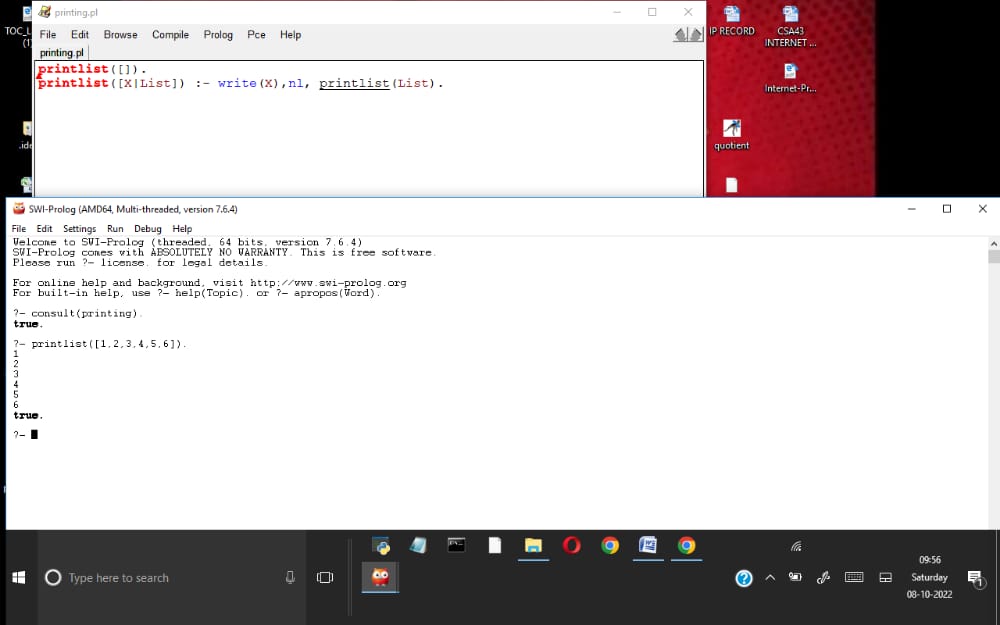 TOC_L
(1)
.ide
printing.pl
File Edit Browse Compile Prolog Pce Help
printing.pl
printlist([]).
printlist([X|List]) :- write(X),nl, printlist(List).
IP RECORD
CSA43
INTERNET ...
Internet-Pr...
quotient
SWI-Prolog (AMD64, Multi-threaded, version 7.6.4)
File Edit Settings Run Debug Help
Welcome to SWI-Prolog (threaded, 64 bits, version 7.6.4)
SWI-Prolog comes with ABSOLUTELY NO WARRANTY. This is free software.
Please run ?- license. for legal details.
For online help and background, visit http://www.swi-prolog.org
For built-in help, use ?- help(Topic). or ?- apropos(Word).
?- consult(printing).
true.
?- printlist([1,2,3,4,5,6]).
1
2
3
4
5
6
true.
?-
Type here to search
09:56
Saturday
08-10-2022
1